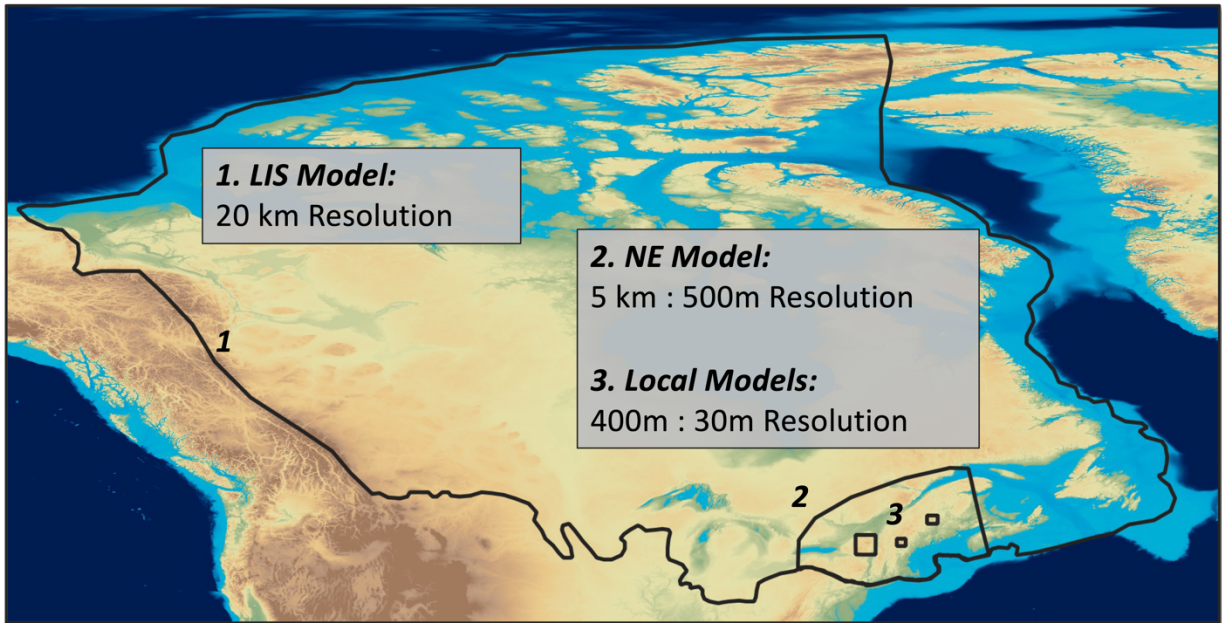 1. LIS Model:
20 km Resolution
2. NE Model:
5 km : 500m Resolution
3. Local Models:
400m : 30m Resolution
1
2
3